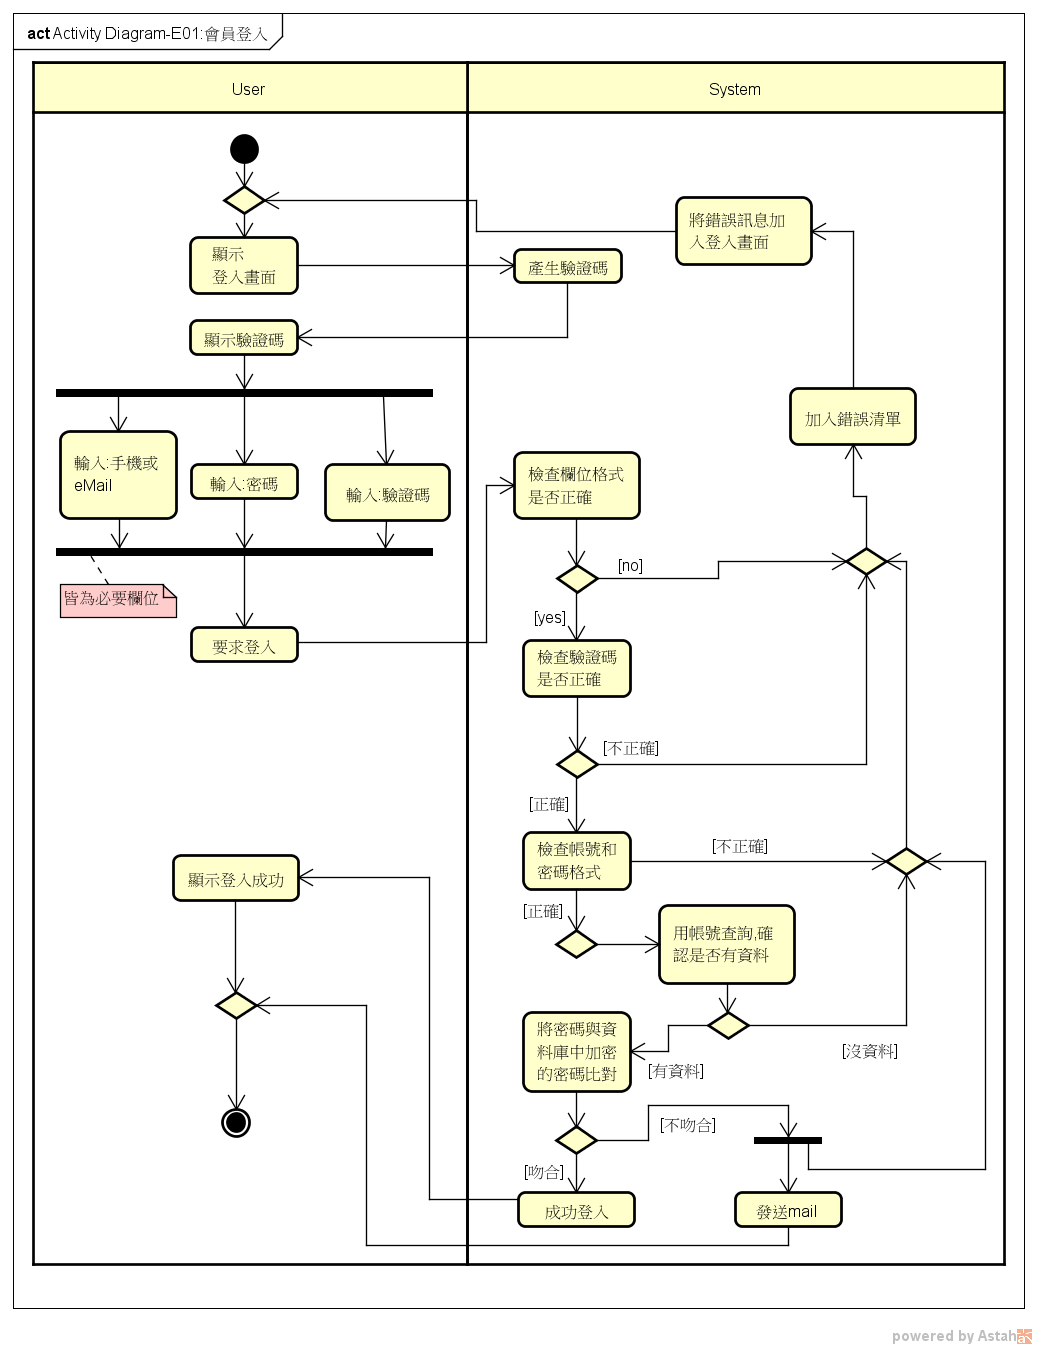 act Activity Diagram-E01:會員登入
User
System
將錯誤訊息加
入登入畫面
顯示
登入畫面
產生驗證碼
顯示驗證碼
加入錯誤清單
輸入:手機或
eMail
輸入:密碼
輸入:驗證碼
檢查欄位格式
是否正確
[no]
皆為必要欄位
[yes]
要求登入
檢查驗證碼
是否正確
[不正確]
[正確]
檢查帳號和
密碼格式
[不正確]
顯示登入成功
[正確]
用帳號查詢,確
認是否有資料
將密碼與資
料庫中加密
的密碼比對
[沒資料]
[有資料]
[不吻合]
[吻合]
成功登入
發送mail
powered by Astah